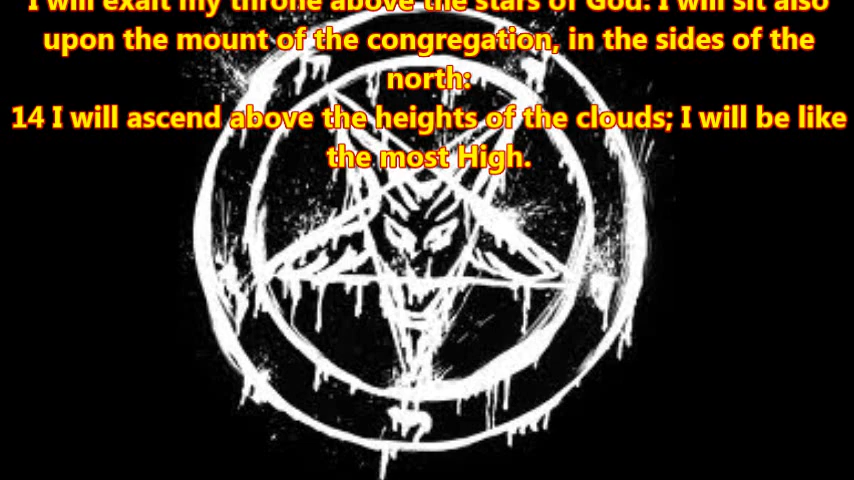 I will exalt my throne above the stars of God: I will sit also
upon the mount of the congregation, in the sides of the
north:
14 I will ascend above the heights of the clouds; I will be like
the most High.